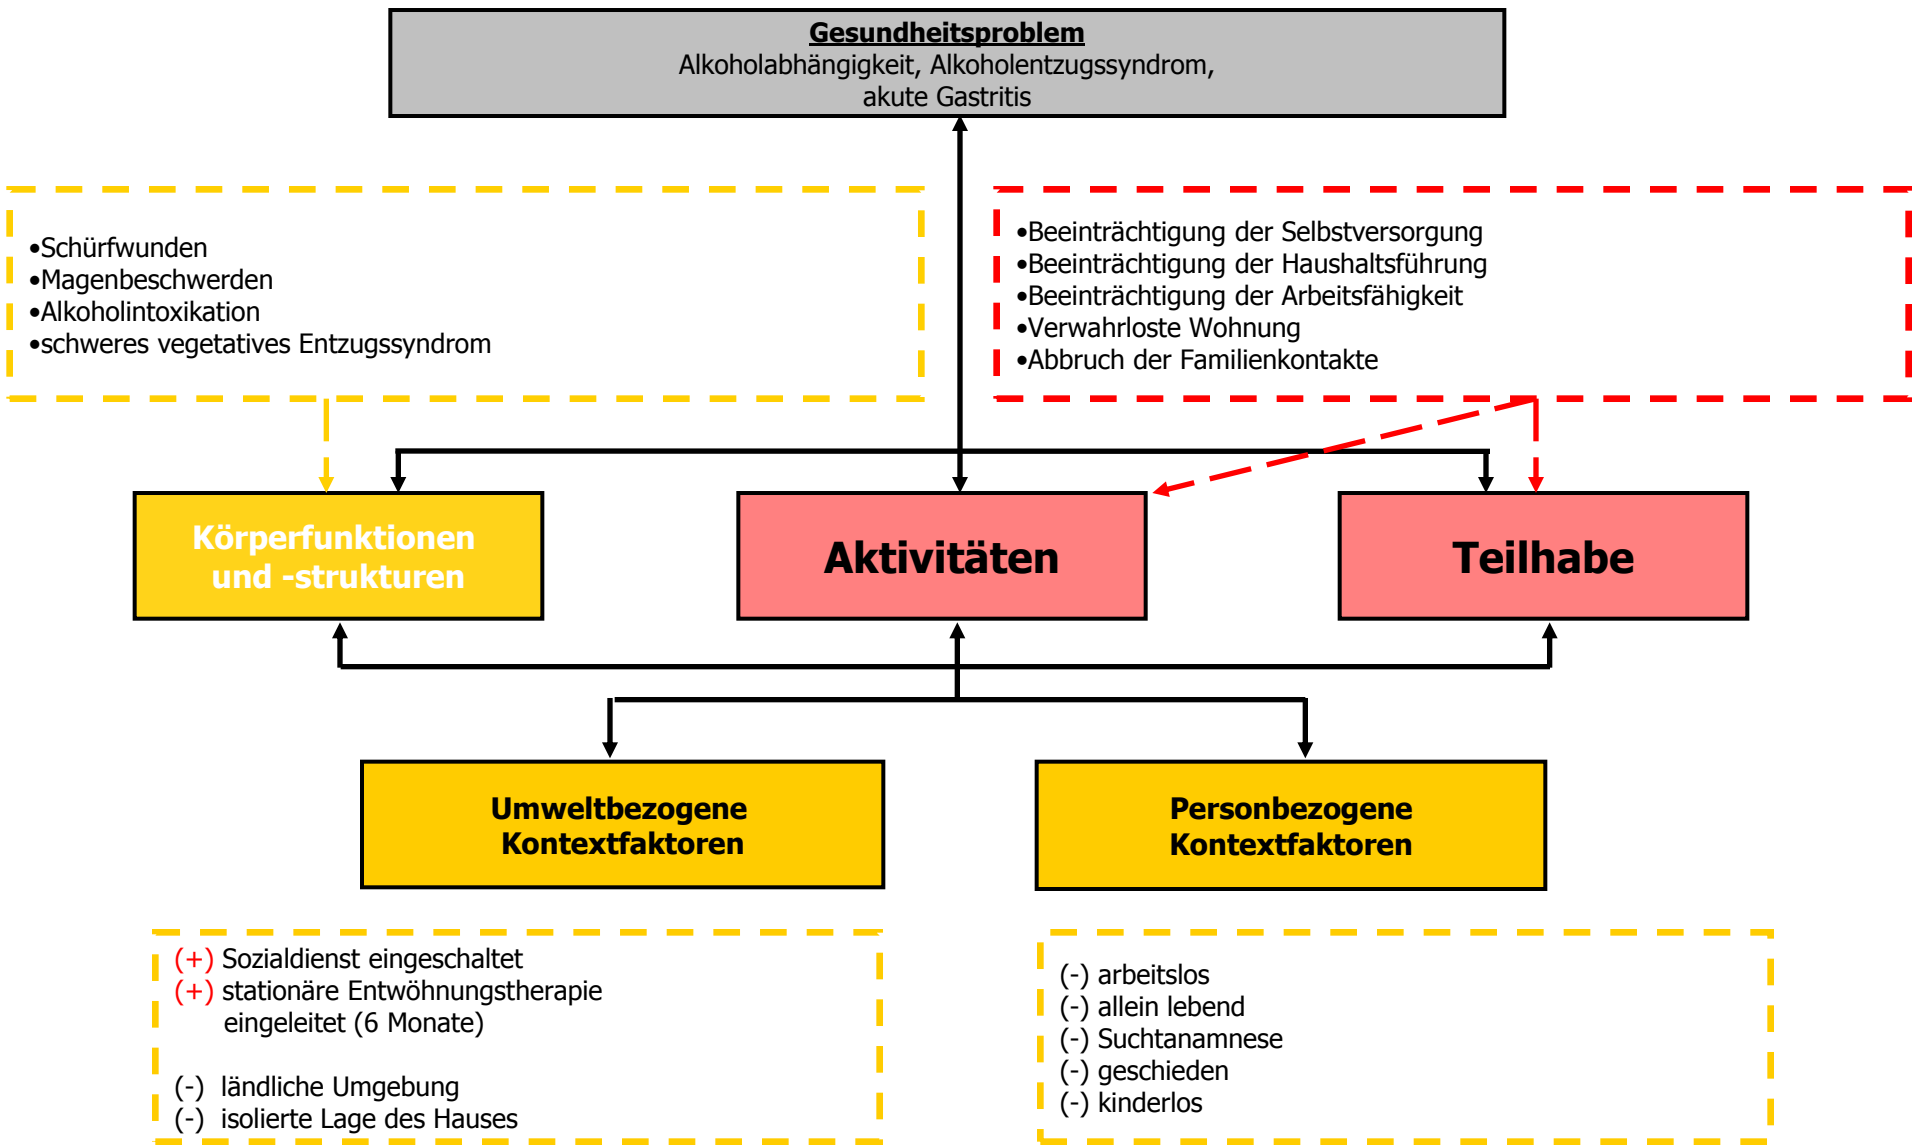 Gesundheitsproblem
Alkoholabhängigkeit, Alkoholentzugssyndrom,
akute Gastritis
•Schürfwunden
•Magenbeschwerden
•Alkoholintoxikation
•schweres vegetatives Entzugssyndrom
•Beeinträchtigung der Selbstversorgung
•Beeinträchtigung der Haushaltsführung
•Beeinträchtigung der Arbeitsfähigkeit
•Verwahrloste Wohnung
•Abbruch der Familienkontakte
Körperfunktionen
und -strukturen
Aktivitäten
Teilhabe
Umweltbezogene
Kontextfaktoren
Personbezogene
Kontextfaktoren
(+) Sozialdienst eingeschaltet
(+) stationäre Entwöhnungstherapie
eingeleitet (6 Monate)
(-) ländliche Umgebung
(-) isolierte Lage des Hauses
(-) arbeitslos
(-) allein lebend
(-) Suchtanamnese
(-) geschieden
(-) kinderlos